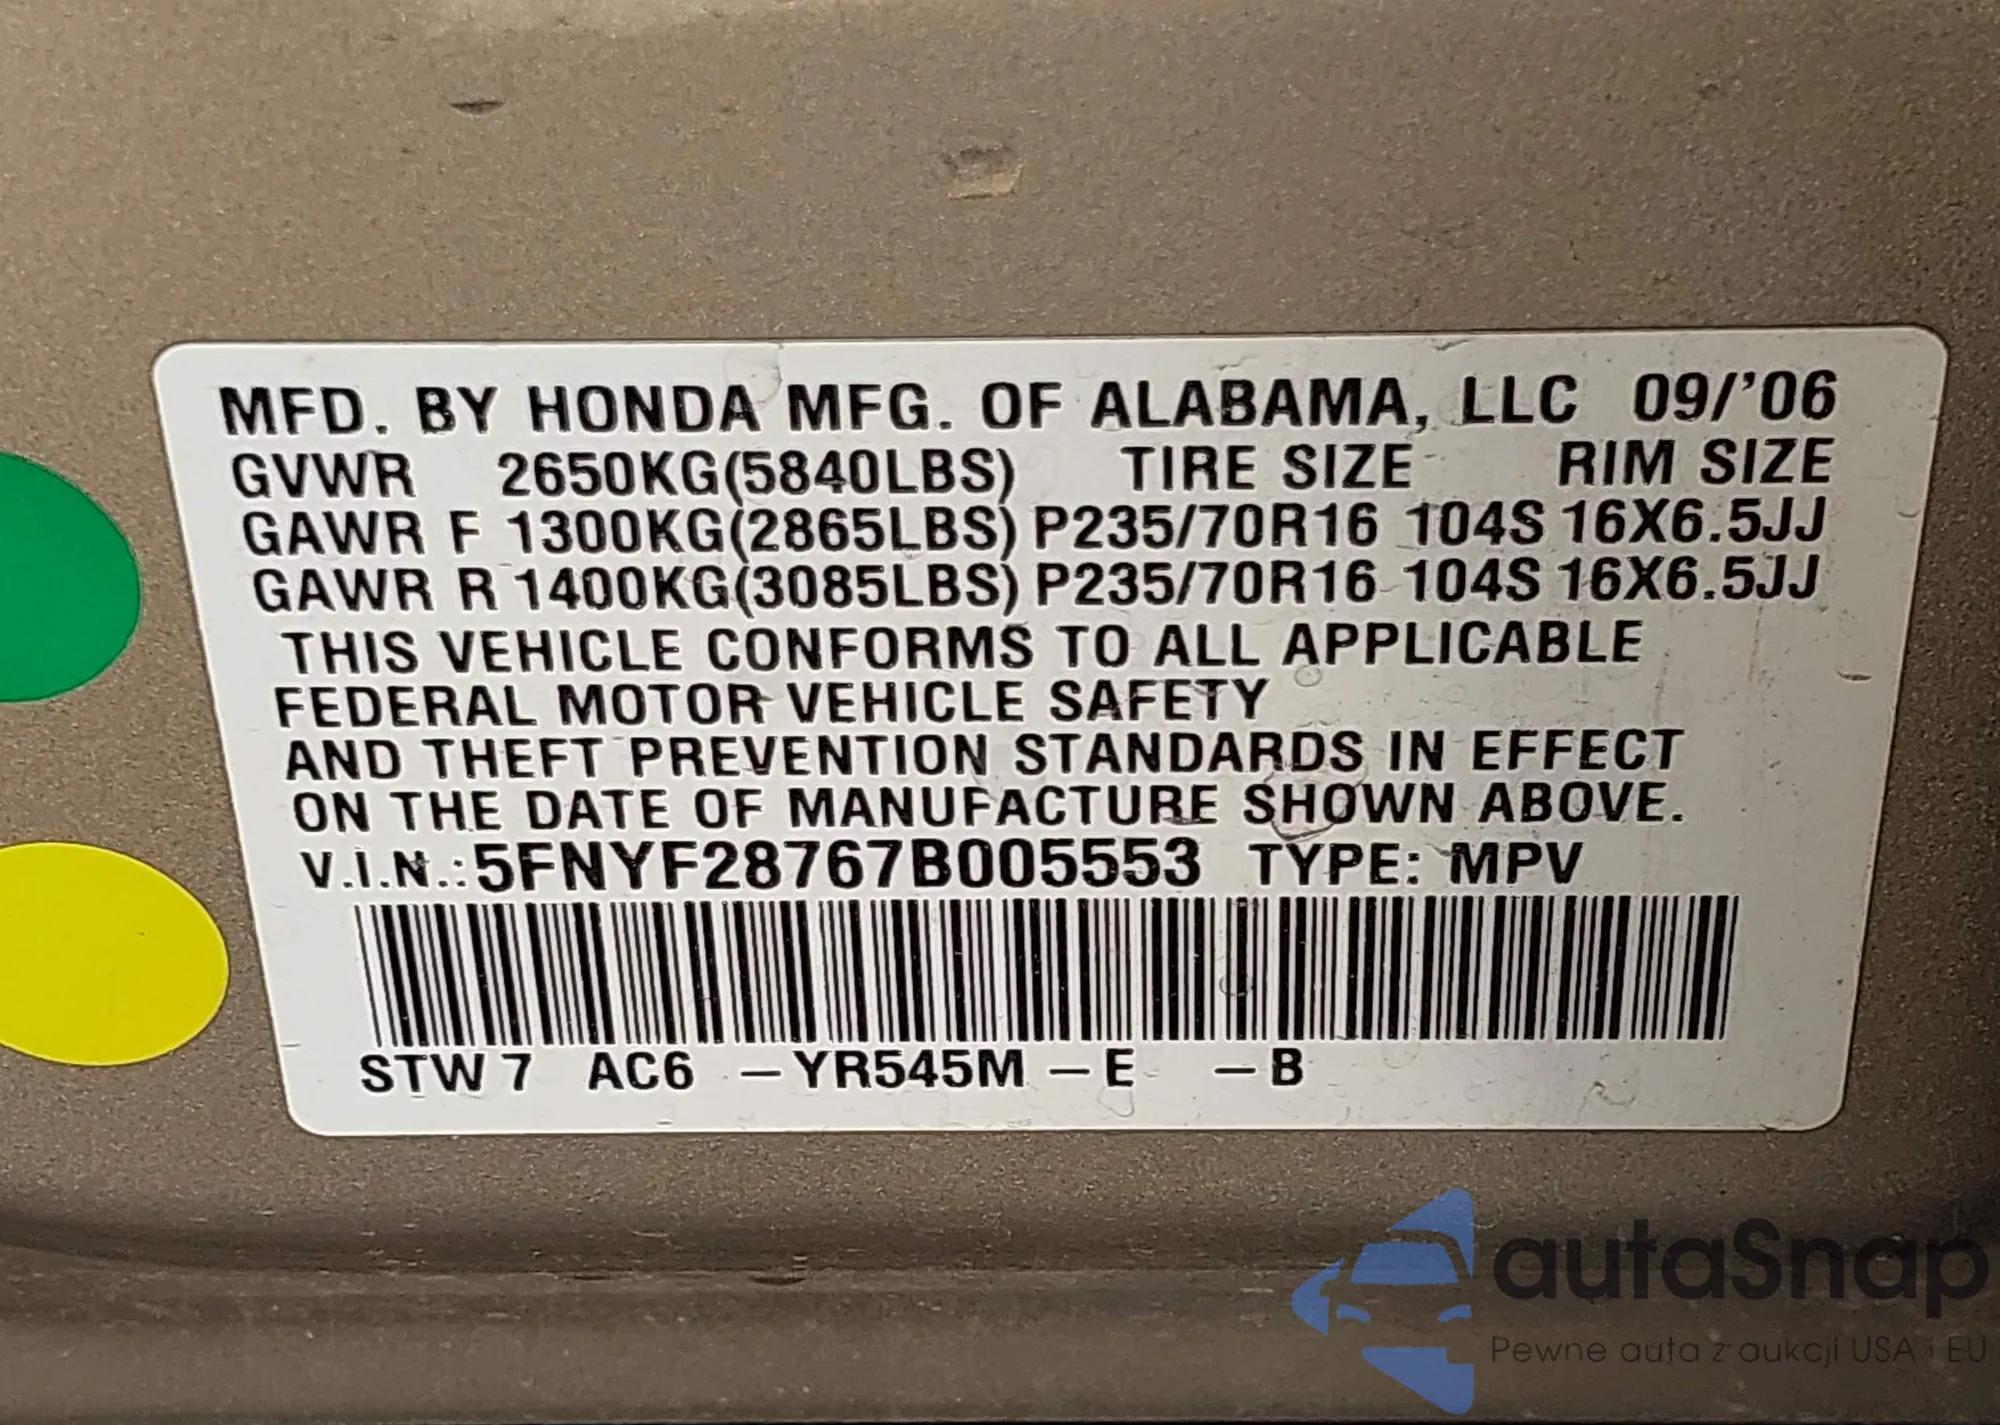 MFD. BY HONDA MFG. OF ALABAMA, LLC 09/'06
GVWR 2650KG(5840LBS) TIRE SIZE RIM SIZE
GAWR F 1300KG(2865LBS) P235/70R16 104S 16X6.5JJ
GAWR R 1400KG(3085LBS) P235/70R16 104S 16X6.5JJ
THIS VEHICLE CONFORMS TO ALL APPLICABLE
FEDERAL MOTOR VEHICLE SAFETY
AND THEFT PREVENTION STANDARDS IN EFFECT
ON THE DATE OF MANUFACTURE SHOWN ABOVE.
V.I.N.: 5FNYF28767B005553 TYPE: MPV
STW 7 AC6 –YR545M –E –B
autaSnap
Pewne auta z aukcji USA i EU